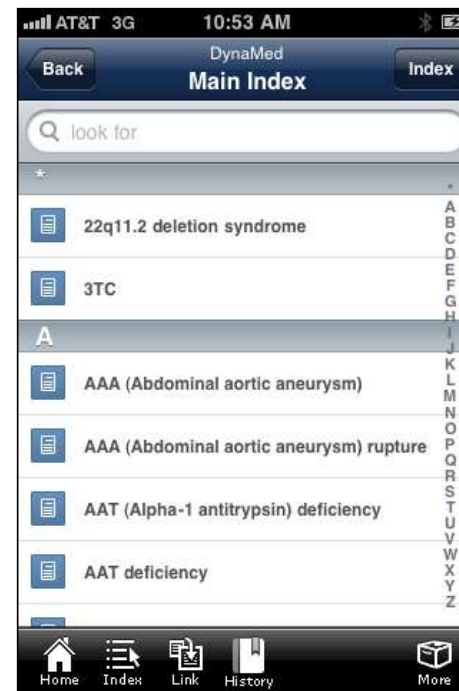 AT&T 3G 10:53 AM
DynaMed
Back Main Index Index
look for
*
22q11.2 deletion syndrome
3TC
A
AAA (Abdominal aortic aneurysm)
AAA (Abdominal aortic aneurysm) rupture
AAT (Alpha-1 antitrypsin) deficiency
AAT deficiency
*
A
B
C
D
E
F
G
H
I
J
K
L
M
N
O
P
Q
R
S
T
U
V
W
X
Y
Z
Home Index Link History More